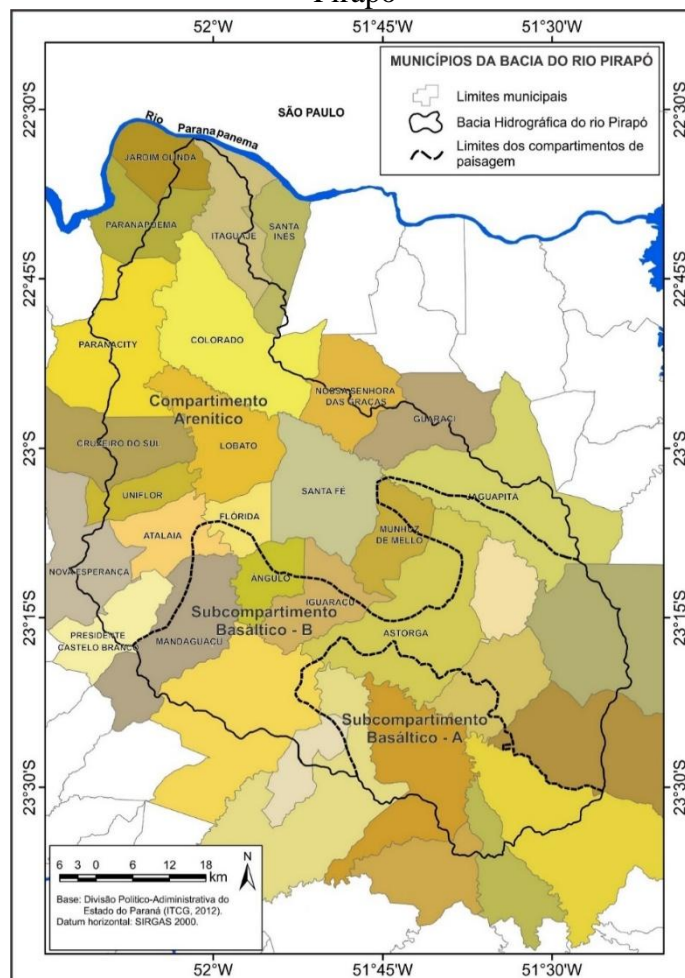 Pirapó
52°0'W 51°45'W 51°30'W
MUNICÍPIOS DA BACIA DO RIO PIRAPÓ
Limites municipais
Bacia Hidrográfica do rio Pirapó
Limites dos compartimentos de
paisagem
22°30'S
22°30'S
SÃO PAULO
Rio Paranapanema
JARDIM OLINDA
PARANAPOEMA
ITAGUAJE
SANTA
INÊS
22°45'S
22°45'S
PARANACITY
COLORADO
Compartimento
Arenitico
NOSSA SENHORA
DAS GRAÇAS
GUARACI
23°S
23°S
CRUZEIRO DO SUL
LOBATO
UNIFLOR
SANTA FÉ
JAGUAPITÃ
ATALAIA
FLÓRIDA
MUNHOZ
DE MELLO
NOVA ESPERANÇA
ÂNGULO
IGUARAÇU
23°15'S
23°15'S
Subcompartimento
Basáltico - B
PRESIDENTE
CASTELO BRANCO
MANDAGUAÇU
ASTORGA
Subcompartimento
Basáltico - A
23°30'S
23°30'S
6 3 0 6 12 18
km
N
Base: Divisão Político-Adiministrativa do
Estado do Paraná (ITCG, 2012).
Datum horizontal: SIRGAS 2000.
52°W 51°45'W 51°30'W